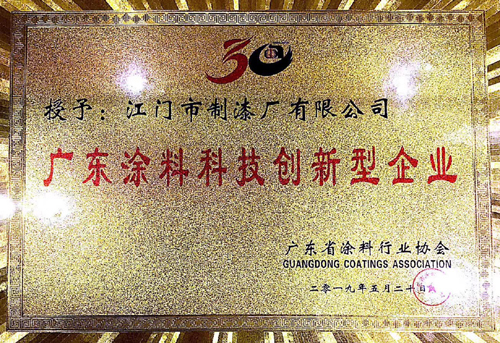 30
授予：江门市制漆厂有限公司
广东涂料科技创新型企业
广东省涂料行业协会
GUANGDONG COATINGS ASSOCIATION
二〇一九年五月二十日